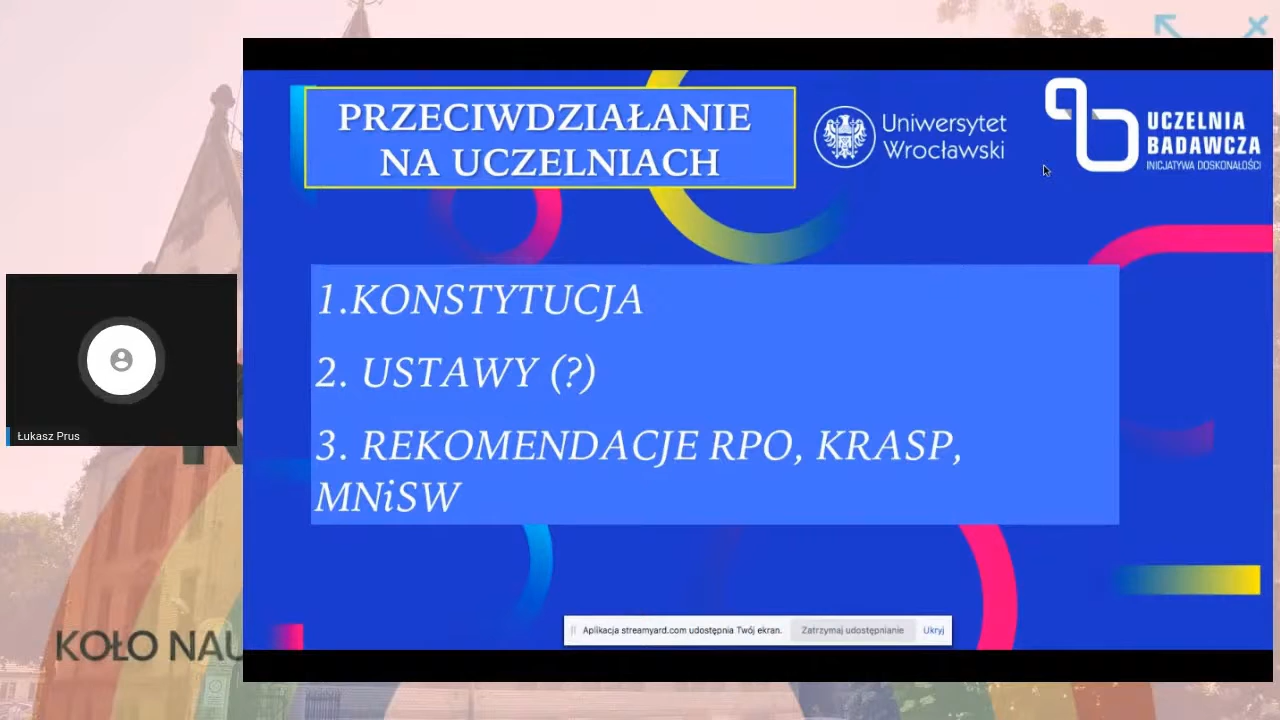 PRZECIWDZIAŁANIE
NA UCZELNIACH
Uniwersytet
Wrocławski
UCZELNIA
BADAWCZA
INICJATYWA DOSKONAŁOŚCI
1.KONSTYTUCJA
2. USTAWY (?)
3. REKOMENDACJE RPO, KRASP,
MNiSW
Łukasz Prus
KOŁO NAU
Aplikacja streamyard.com udostępnia Twój ekran.
Zatrzymaj udostępnianie
Ukryj